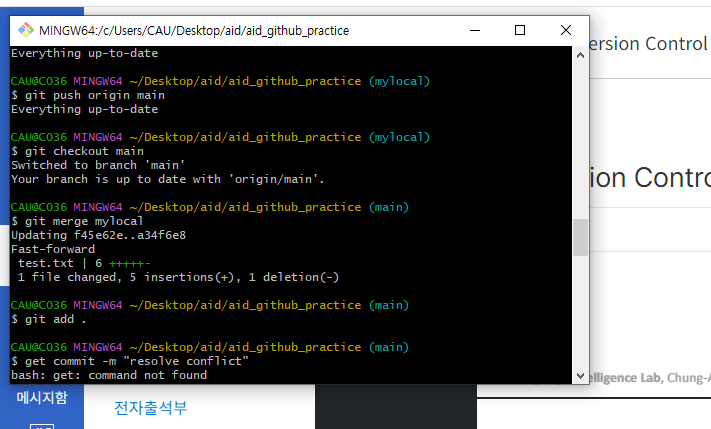 MINGW64:/c/Users/CAU/Desktop/aid/aid_github_practice
Everything up-to-date
CAU@CO36 MINGW64 ~/Desktop/aid/aid_github_practice (mylocal)
$ git push origin main
Everything up-to-date
CAU@CO36 MINGW64 ~/Desktop/aid/aid_github_practice (mylocal)
$ git checkout main
Switched to branch 'main'
Your branch is up to date with 'origin/main'.
CAU@CO36 MINGW64 ~/Desktop/aid/aid_github_practice (main)
$ git merge mylocal
Updating f45e62e..a34f6e8
Fast-forward
test.txt | 6 +++++-
1 file changed, 5 insertions(+), 1 deletion(-)
CAU@CO36 MINGW64 ~/Desktop/aid/aid_github_practice (main)
$ git add .
CAU@CO36 MINGW64 ~/Desktop/aid/aid_github_practice (main)
$ get commit -m "resolve conflict"
bash: get: command not found
ersion Control
ion Contro
elligence Lab, Chung-A
메시지함
전자출석부